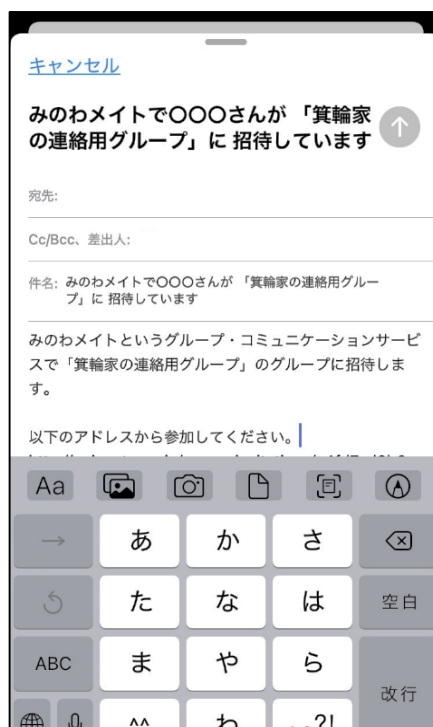 キャンセル
みのわメイトで〇〇〇さんが 「箕輪家
の連絡用グループ」に 招待しています
宛先:
Cc/Bcc、差出人:
件名: みのわメイトで〇〇〇さんが 「箕輪家の連絡用グルー
プ」に 招待しています
みのわメイトというグループ・コミュニケーションサービ
スで「箕輪家の連絡用グループ」のグループに招待しま
す。
以下のアドレスから参加してください。
Aa
→ あ か さ
た な は 空白
ABC ま や ら
改行
^^ わ 、。?!